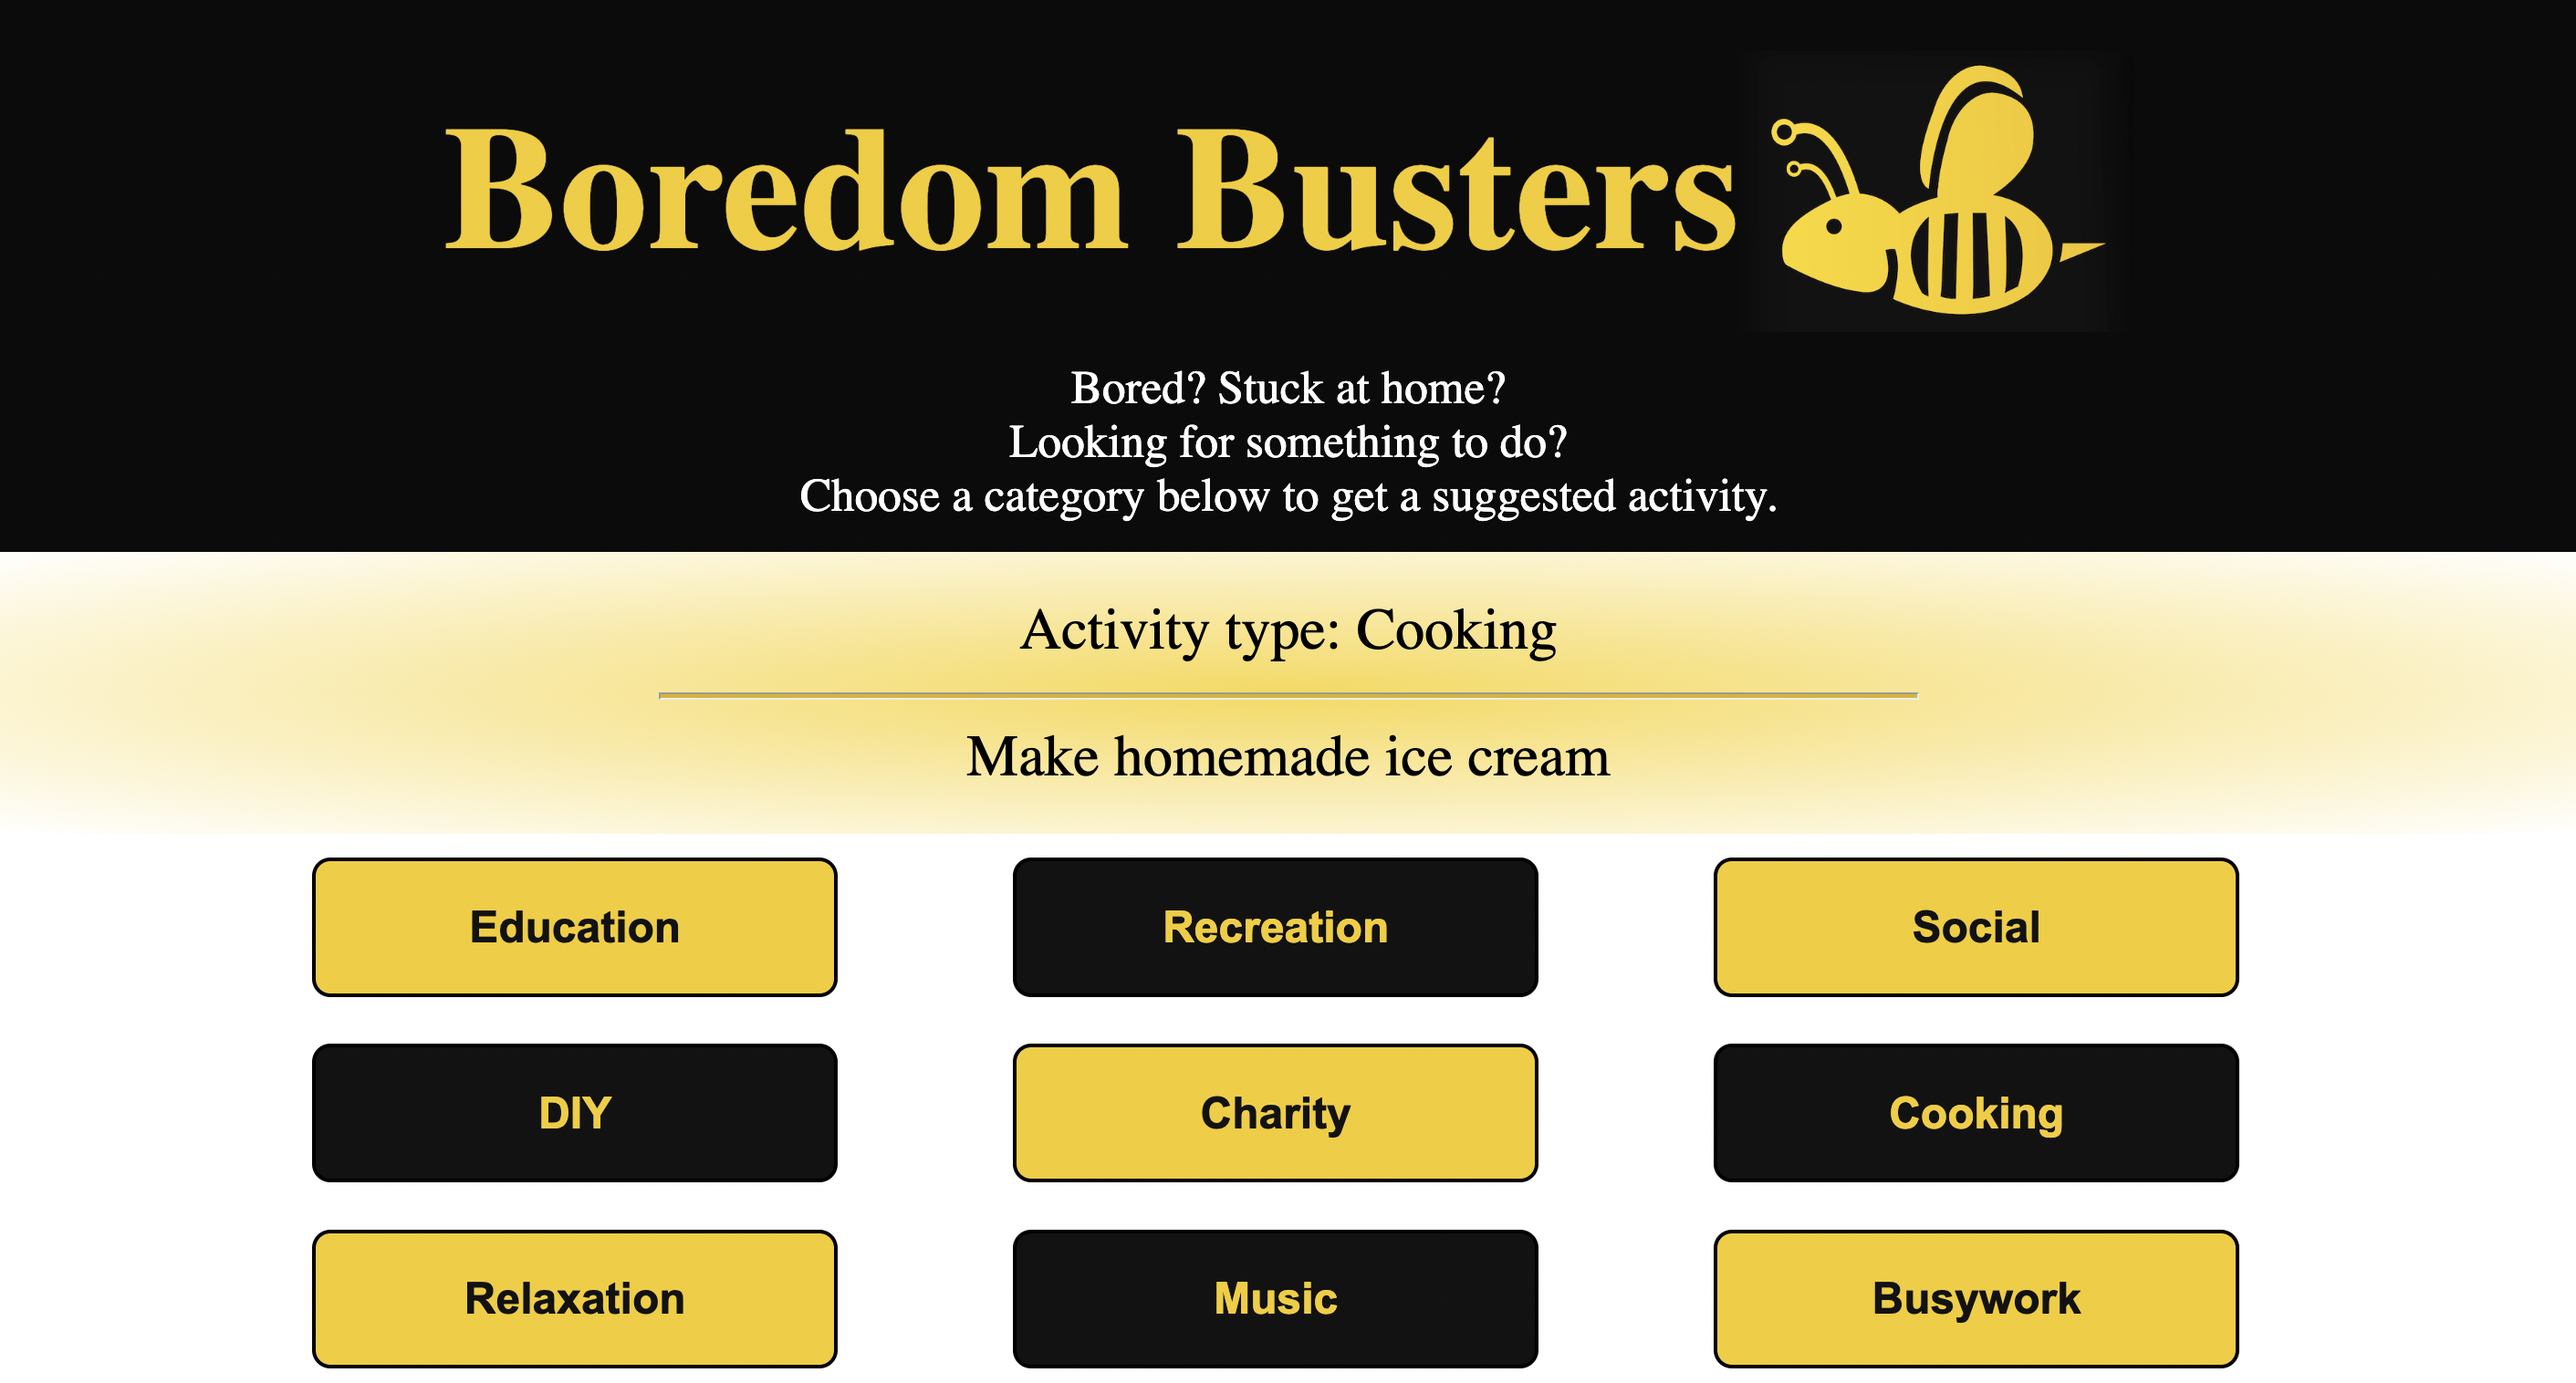 Boredom Busters
Bored? Stuck at home?
Looking for something to do?
Choose a category below to get a suggested activity.
Activity type: Cooking
Make homemade ice cream
Education
Recreation
Social
DIY
Charity
Cooking
Relaxation
Music
Busywork